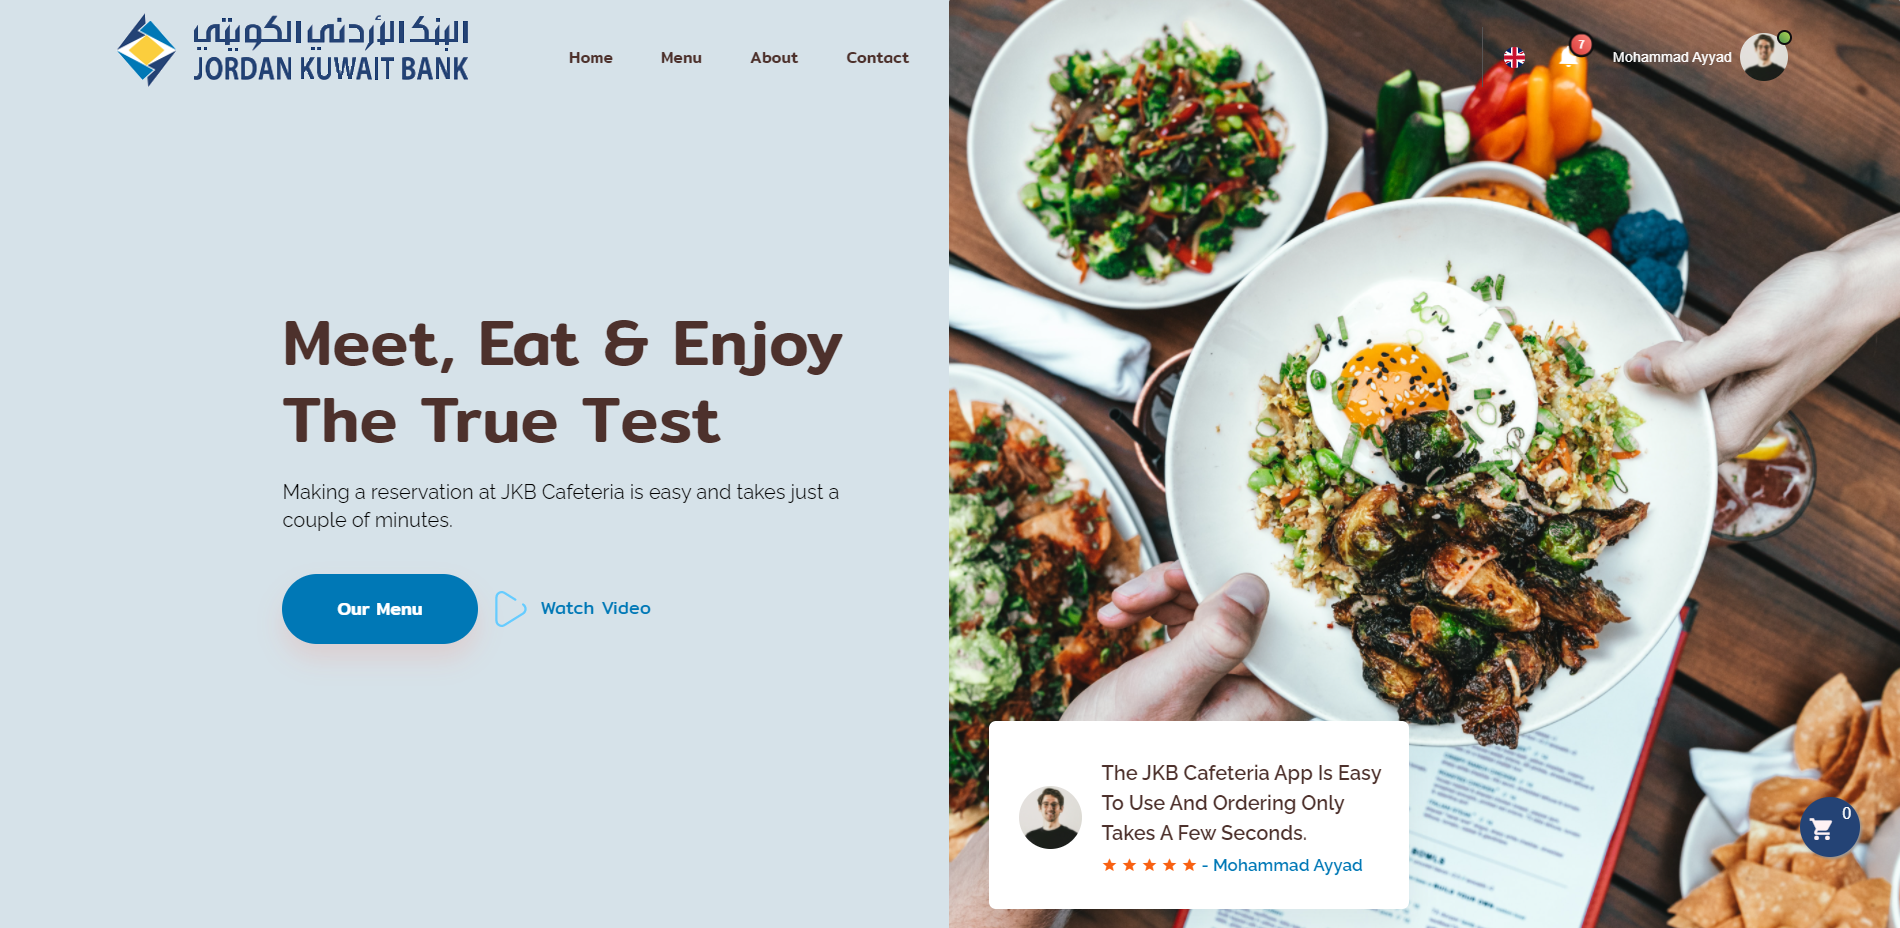 البنك الأردني الكويتي
JORDAN KUWAIT BANK
Home
Menu
About
Contact
7
Mohammad Ayyad
Meet, Eat & Enjoy
The True Test
Making a reservation at JKB Cafeteria is easy and takes just a
couple of minutes.
Our Menu
Watch Video
The JKB Cafeteria App Is Easy
To Use And Ordering Only
Takes A Few Seconds.
- Mohammad Ayyad
0
BOWLS